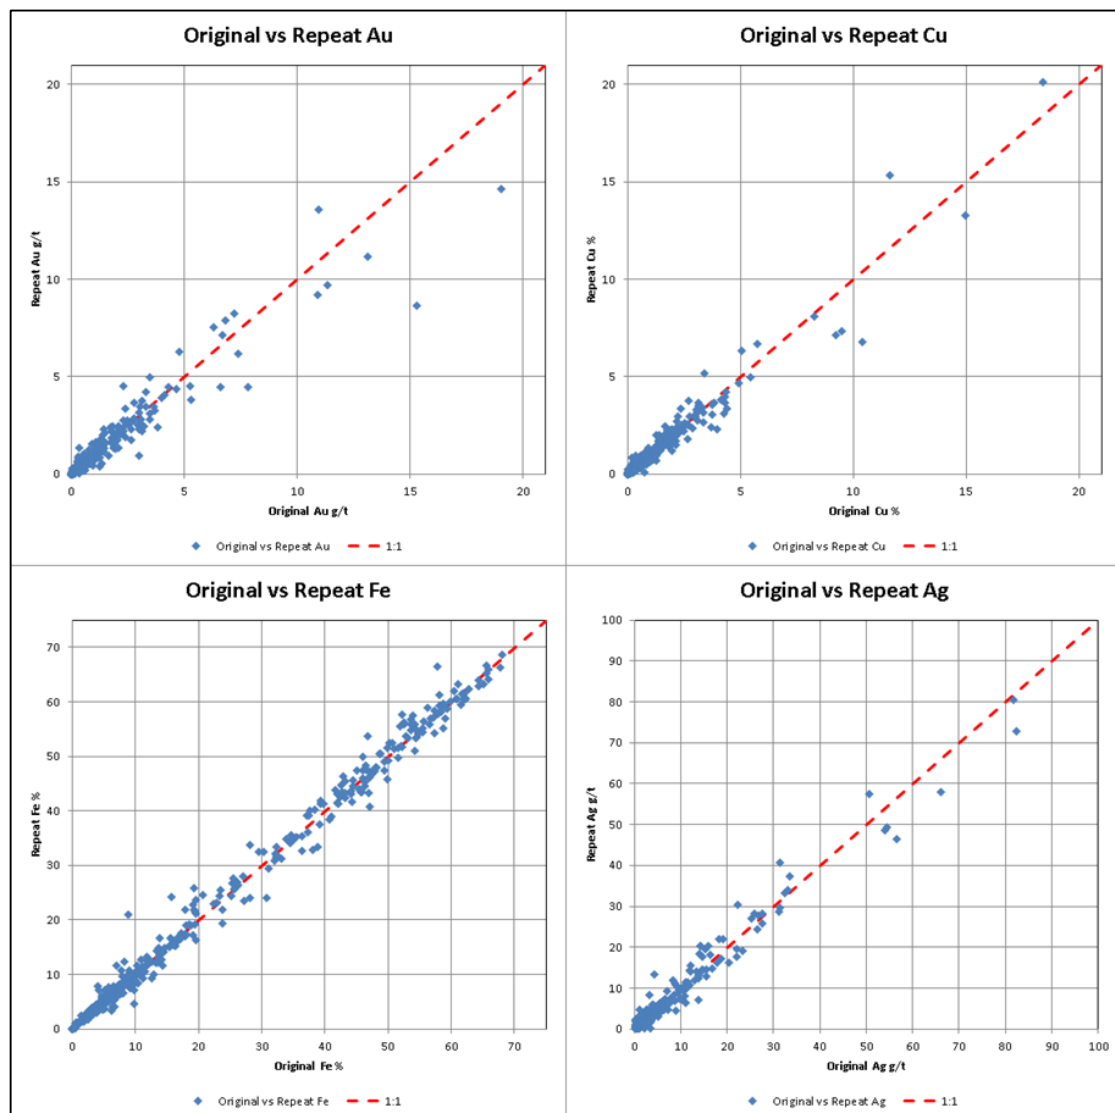 Original vs Repeat Au
20
15
10
5
0
Repeat Au g/t
0 5 10 15 20
Original Au g/t
Original vs Repeat Au 1:1
Original vs Repeat Cu
20
15
10
5
0
Repeat Cu %
0 5 10 15 20
Original Cu %
Original vs Repeat Cu 1:1
Original vs Repeat Fe
70
60
50
40
30
20
10
0
Repeat Fe %
0 10 20 30 40 50 60 70
Original Fe %
Original vs Repeat Fe 1:1
Original vs Repeat Ag
100
90
80
70
60
50
40
30
20
10
0
Repeat Ag g/t
0 10 20 30 40 50 60 70 80 90 100
Original Ag g/t
Original vs Repeat Ag 1:1